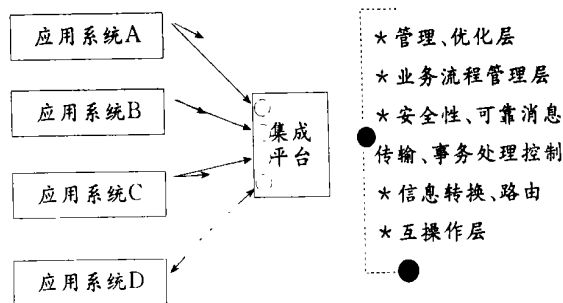 应用系统A
应用系统B
应用系统C
应用系统D
集成
平台
*管理、优化层
*业务流程管理层
*安全性、可靠消息
传输、事务处理控制
*信息转换、路由
*互操作层